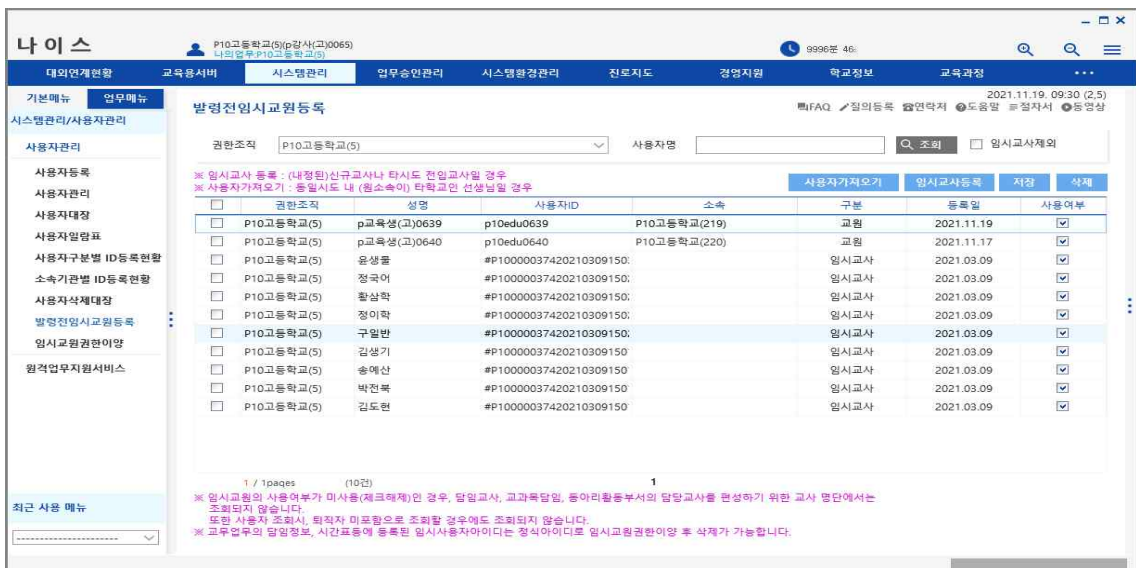 나이스
P10고등학교(5)(p강사(고)0065)
나의업무:P10고등학교(5)
9996분 46
대외연계현황 교육용서버 시스템관리 업무승인관리 시스템환경관리 진로지도 경영지원 학교정보 교육과정 •••
기본메뉴 업무메뉴
시스템관리/사용자관리
사용자관리
사용자등록
사용자관리
사용자대장
사용자일람표
사용자구분별 ID등록현황
소속기관별 ID등록현황
사용자삭제대장
발령전임시교원등록
임시교원권한이양
원격업무지원서비스
최근 사용 메뉴
----------------------
발령전임시교원등록
2021.11.19. 09:30 (2,5)
FAQ 질의등록 연락처 도움말 절차서 동영상
권한조직 P10고등학교(5) 사용자명 조회 임시교사제외
※ 임시교사 등록 : (내정된)신규교사나 타시도 전입교사일 경우
※ 사용자가져오기 : 동일시도 내 (원소속이) 타학교인 선생님일 경우
사용자가져오기 임시교사등록 저장 삭제
권한조직 성명 사용자ID 소속 구분 등록일 사용여부
P10고등학교(5) p교육생(고)0639 p10edu0639 P10고등학교(219) 교원 2021.11.19
P10고등학교(5) p교육생(고)0640 p10edu0640 P10고등학교(220) 교원 2021.11.17
P10고등학교(5) 윤생물 #P10000037420210309150 임시교사 2021.03.09
P10고등학교(5) 정국어 #P10000037420210309150 임시교사 2021.03.09
P10고등학교(5) 황삼학 #P10000037420210309150 임시교사 2021.03.09
P10고등학교(5) 정이학 #P10000037420210309150 임시교사 2021.03.09
P10고등학교(5) 구일반 #P10000037420210309150 임시교사 2021.03.09
P10고등학교(5) 김생기 #P10000037420210309150 임시교사 2021.03.09
P10고등학교(5) 송예산 #P10000037420210309150 임시교사 2021.03.09
P10고등학교(5) 박전북 #P10000037420210309150 임시교사 2021.03.09
P10고등학교(5) 김도현 #P10000037420210309150 임시교사 2021.03.09
1 / 1pages (10건) 1
※ 임시교원의 사용여부가 미사용(체크해제)인 경우, 담임교사, 교과목담임, 동아리활동부서의 담당교사를 편성하기 위한 교사 명단에서는
조회되지 않습니다.
또한 사용자 조회시, 퇴직자 미포함으로 조회할 경우에도 조회되지 않습니다.
※ 교무업무의 담임정보, 시간표등에 등록된 임시사용자아이디는 정식아이디로 임시교원권한이양 후 삭제가 가능합니다.